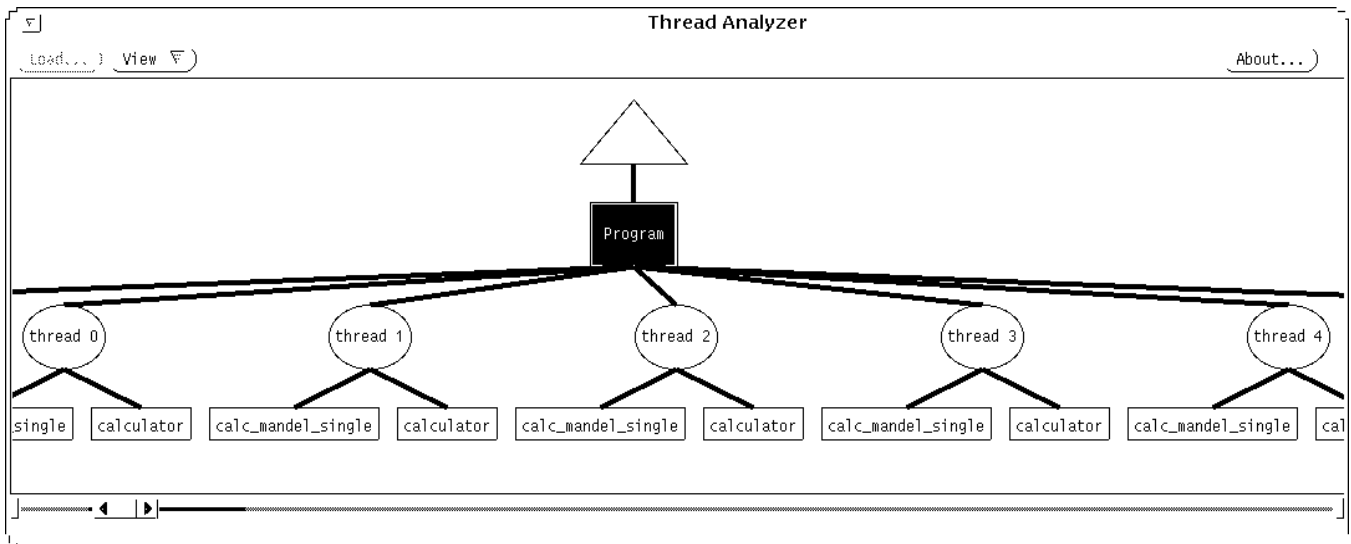 Thread Analyzer
Load... View About...
Program
thread 0 thread 1 thread 2 thread 3 thread 4
single calculator calc_mandel_single calculator calc_mandel_single calculator calc_mandel_single calculator calc_mandel_single cal